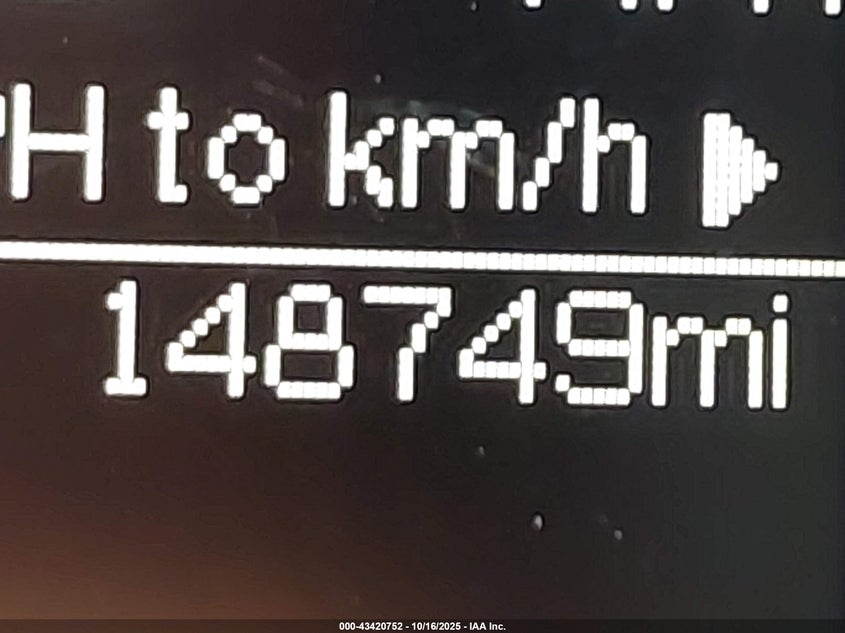 H to km/h ▶
148749mi
000-43420752 - 10/16/2025 - IAA Inc.